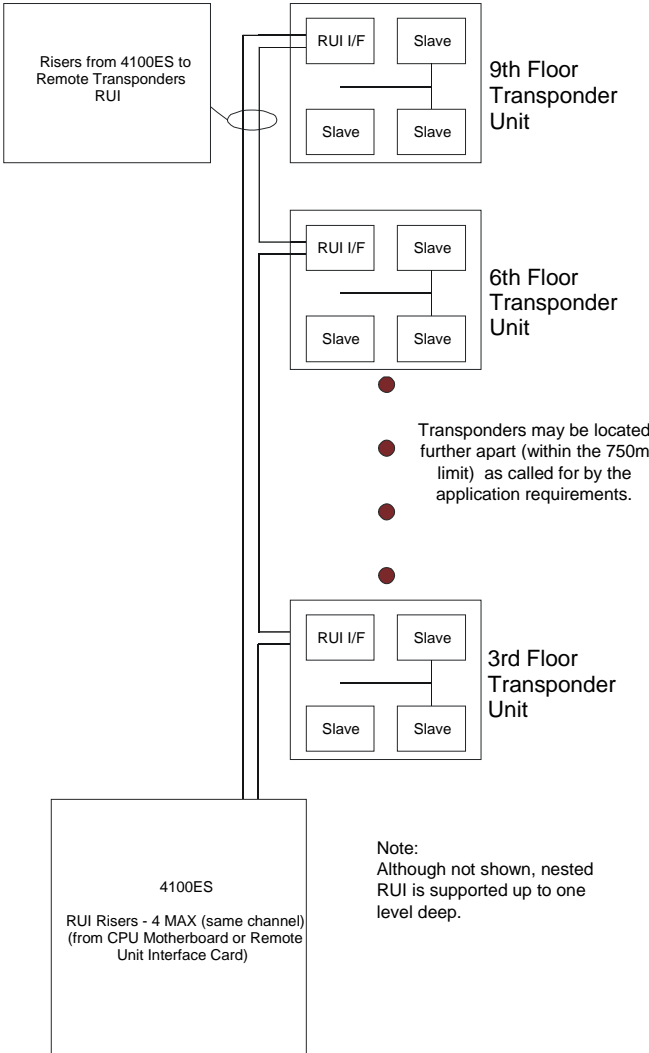 Risers from 4100ES to
Remote Transponders
RUI
RUI I/F
Slave
Slave
Slave
9th Floor
Transponder
Unit
RUI I/F
Slave
Slave
Slave
6th Floor
Transponder
Unit
Transponders may be located
further apart (within the 750m
limit) as called for by the
application requirements.
RUI I/F
Slave
Slave
Slave
3rd Floor
Transponder
Unit
4100ES
RUI Risers - 4 MAX (same channel)
(from CPU Motherboard or Remote
Unit Interface Card)
Note:
Although not shown, nested
RUI is supported up to one
level deep.